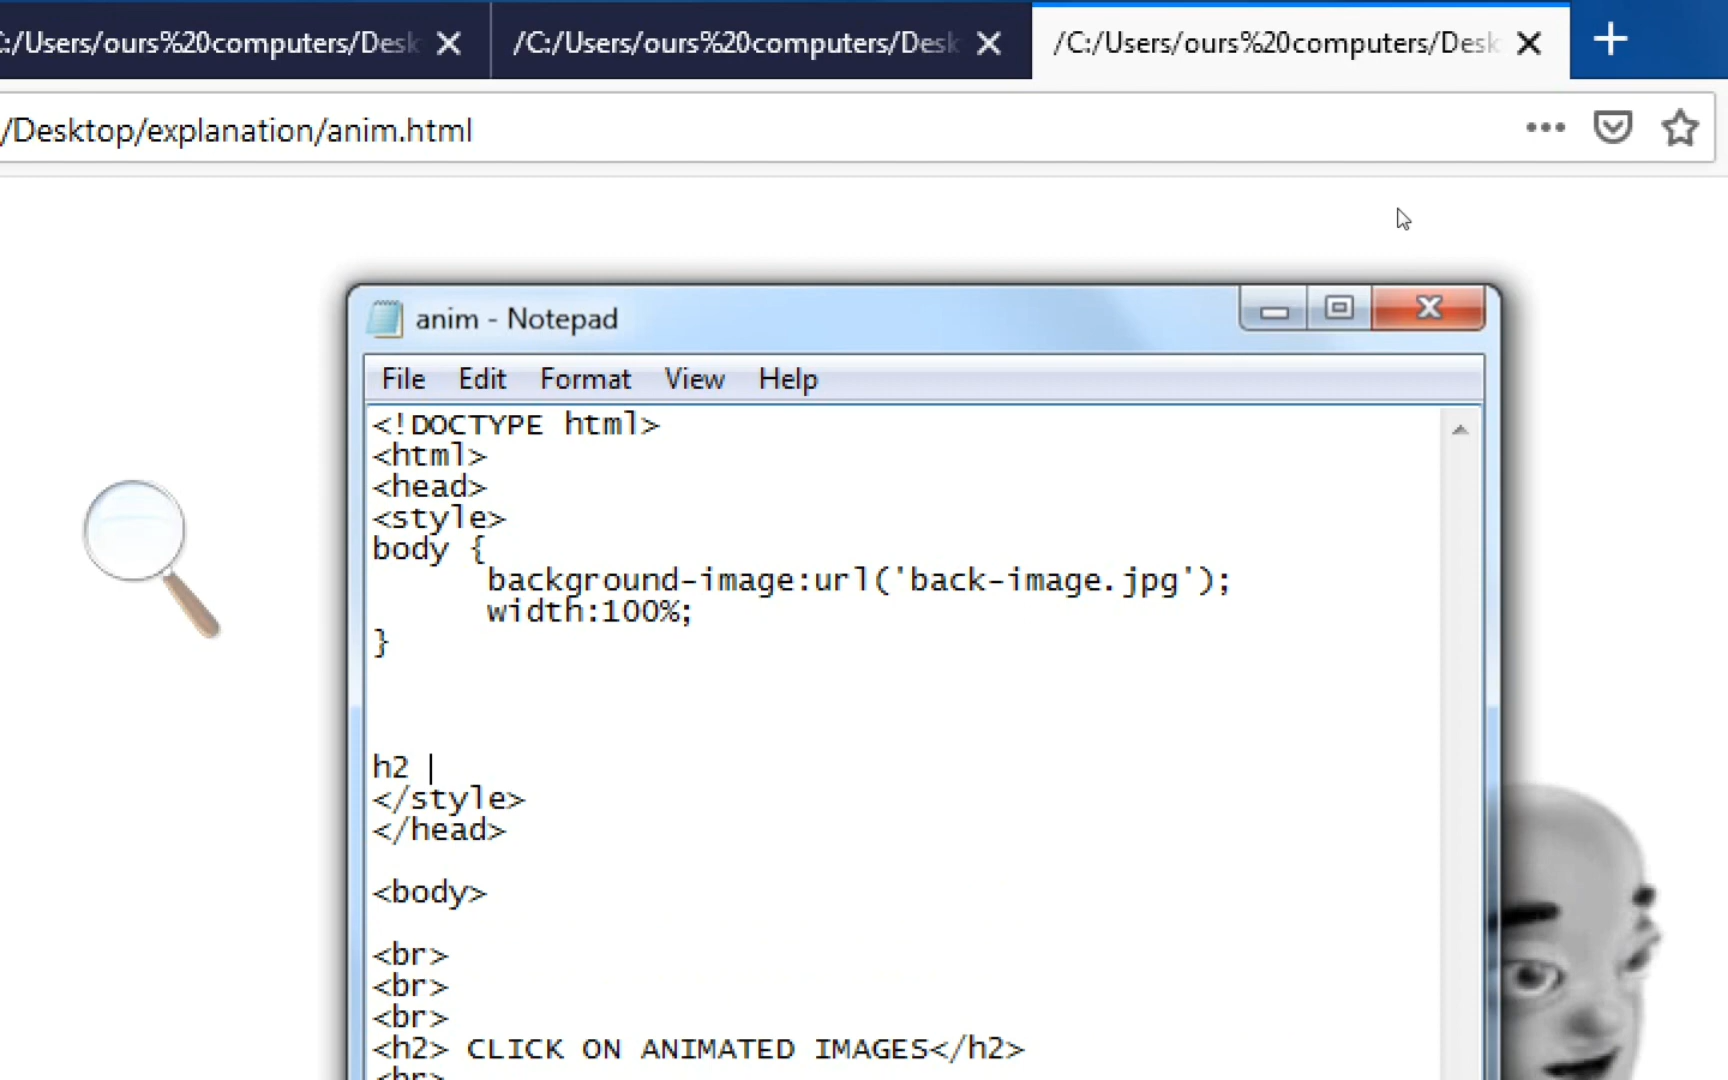 :/Users/ours%20computers/Desk
/C:/Users/ours%20computers/Desk
/C:/Users/ours%20computers/Desk
/Desktop/explanation/anim.html
anim - Notepad
File Edit Format View Help
<!DOCTYPE html>
<html>
<head>
<style>
body {
background-image:url('back-image.jpg');
width:100%;
}
h2
</style>
</head>
<body>
<br>
<br>
<br>
<h2> CLICK ON ANIMATED IMAGES</h2>
<br>